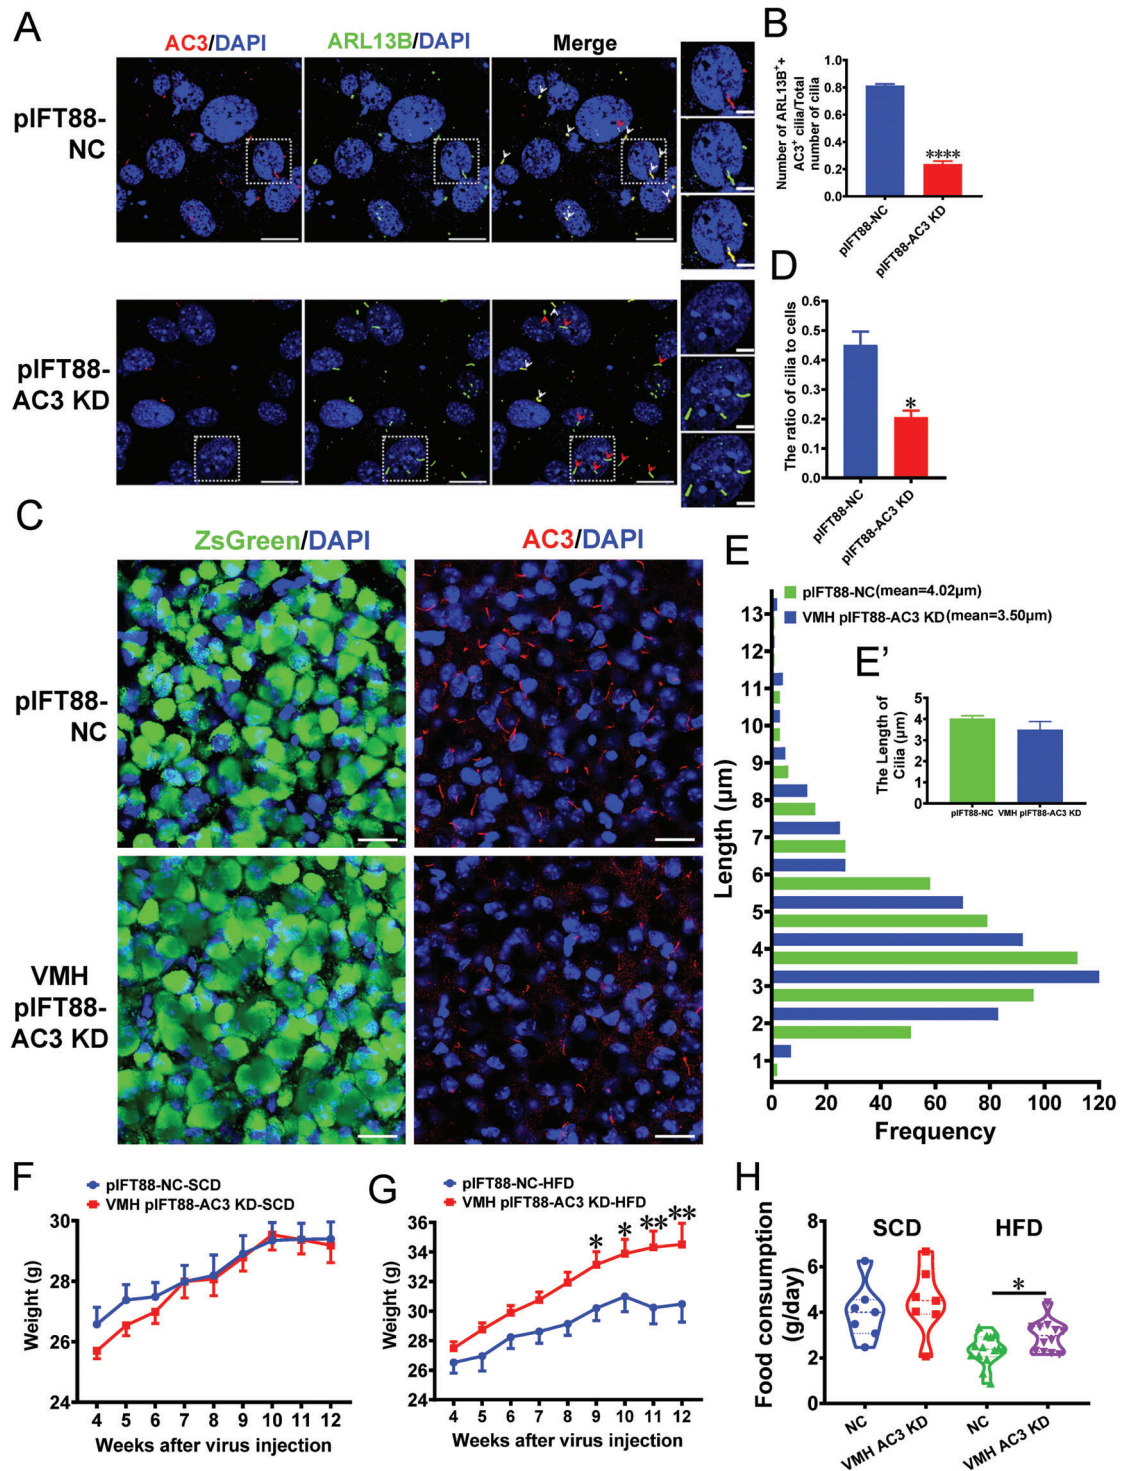 A
AC3/DAPI
ARL13B/DAPI
Merge
pIFT88-
NC
pIFT88-
AC3 KD
B
Number of ARL13B⁺+
AC3⁺ cilia/Total
number of cilia
1.0
0.8
0.6
0.4
0.2
0.0
****
pIFT88-NC
pIFT88-AC3 KD
D
The ratio of cilia to cells
0.6
0.5
0.4
0.3
0.2
0.1
0.0
*
pIFT88-NC
pIFT88-AC3 KD
C
ZsGreen/DAPI
AC3/DAPI
pIFT88-
NC
VMH
pIFT88-
AC3 KD
E
pIFT88-NC(mean=4.02μm)
VMH pIFT88-AC3 KD(mean=3.50μm)
Length (μm)
13
12
11
10
9
8
7
6
5
4
3
2
1
0 20 40 60 80 100 120
Frequency
E'
The Length of
Cilia (μm)
5
4
3
2
1
0
pIFT88-NC VMH pIFT88-AC3 KD
F
pIFT88-NC-SCD
VMH pIFT88-AC3 KD-SCD
Weight (g)
30
28
26
24
4 5 6 7 8 9 10 11 12
Weeks after virus injection
G
pIFT88-NC-HFD
VMH pIFT88-AC3 KD-HFD
Weight (g)
36
34
32
30
28
26
24
* * ** **
4 5 6 7 8 9 10 11 12
Weeks after virus injection
H
Food consumption
(g/day)
8
6
4
2
0
SCD HFD
*
NC
VMH AC3 KD
NC
VMH AC3 KD